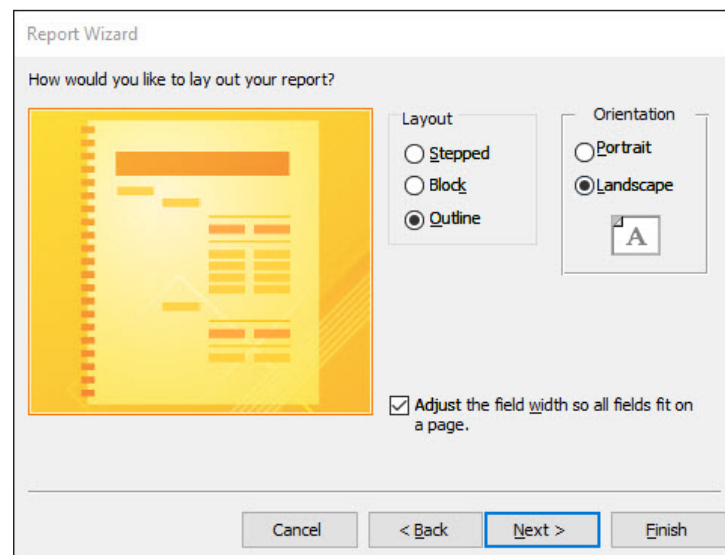 Report Wizard
How would you like to lay out your report?
Layout
Stepped
Block
Outline
Orientation
Portrait
Landscape
A
Adjust the field width so all fields fit on
a page.
Cancel
< Back
Next >
Finish